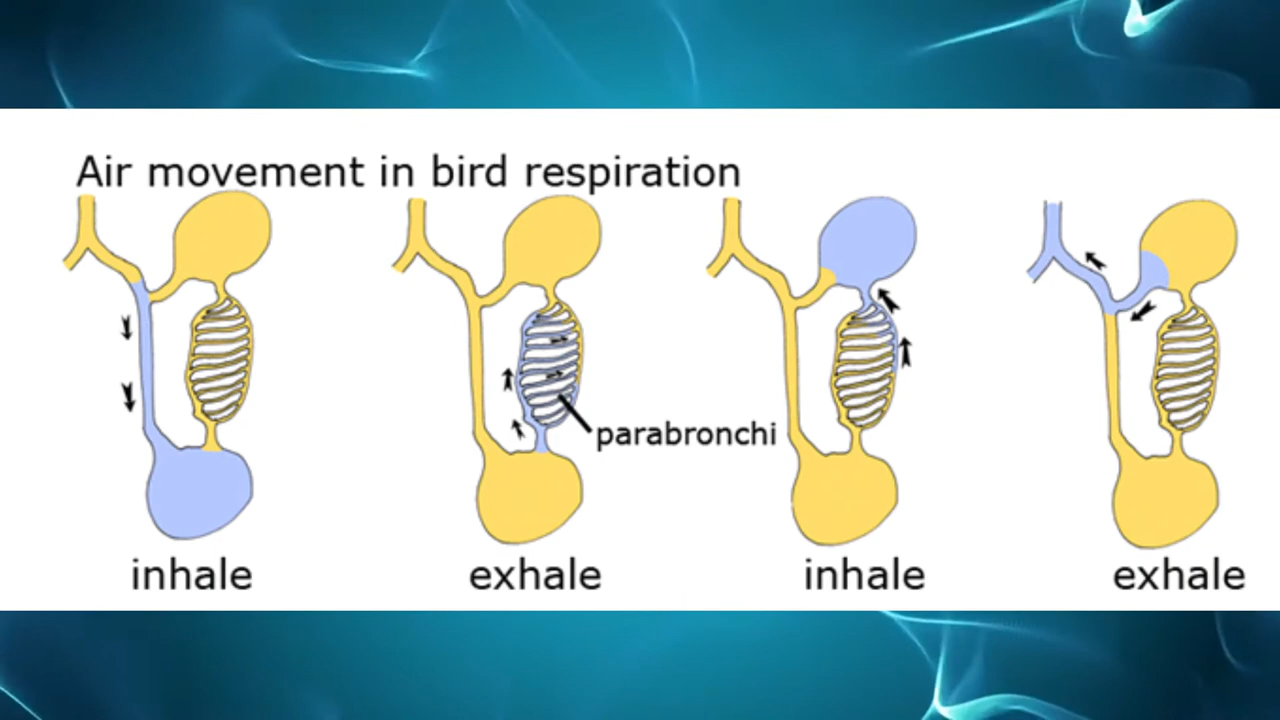 Air movement in bird respiration
parabronchi
inhale
exhale
inhale
exhale